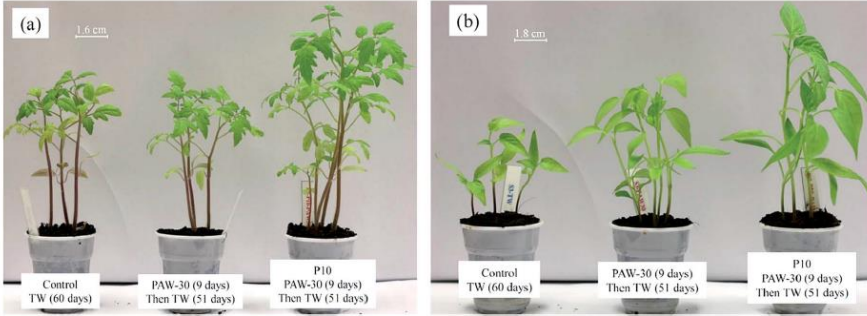 (a)
1.6 cm
Control
TW (60 days)
PAW-30 (9 days)
Then TW (51 days)
P10
PAW-30 (9 days)
Then TW (51 days)
(b)
1.8 cm
Control
TW (60 days)
PAW-30 (9 days)
Then TW (51 days)
P10
PAW-30 (9 days)
Then TW (51 days)